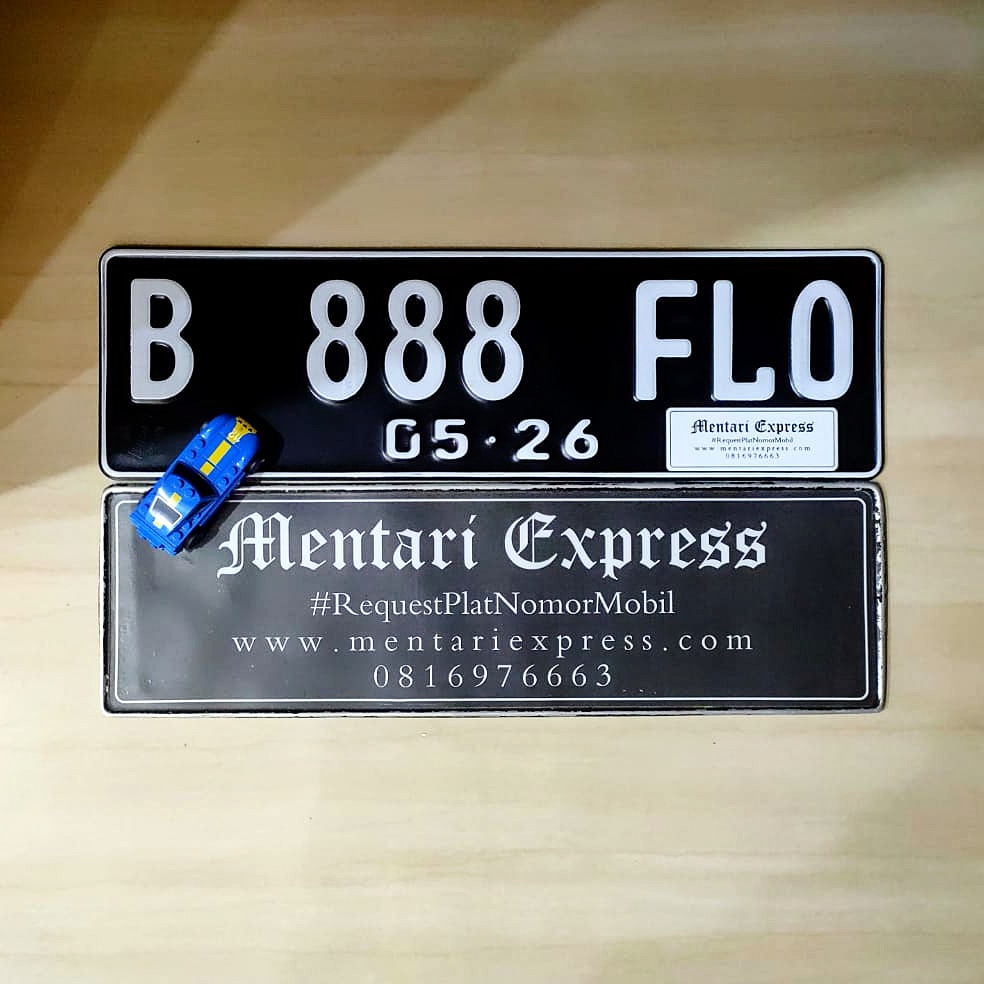 B 888 FLO
05·26
Mentari Express
#RequestPlatNomorMobil
www.mentariexpress.com
0816976663
Mentari Express
#RequestPlatNomorMobil
www.mentariexpress.com
0816976663